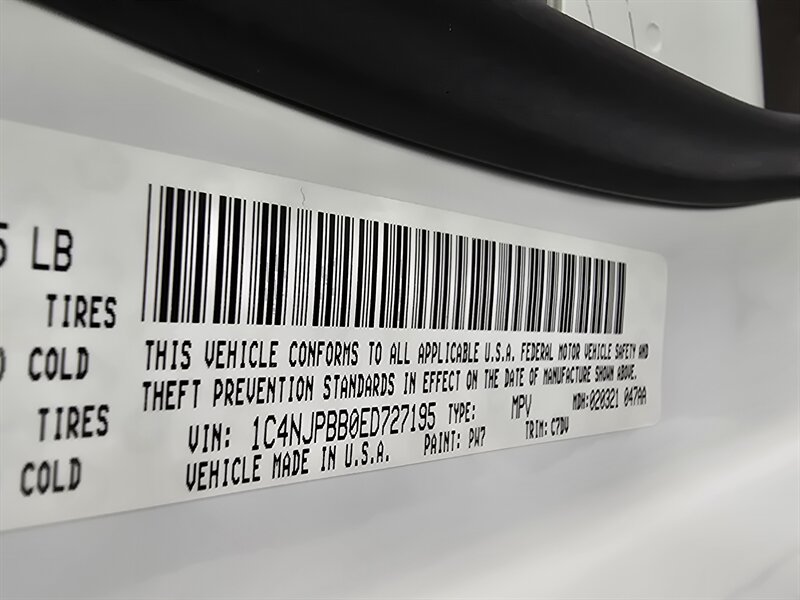 5 LB
TIRES
COLD
TIRES
COLD
THIS VEHICLE CONFORMS TO ALL APPLICABLE U.S.A. FEDERAL MOTOR VEHICLE SAFETY AND
THEFT PREVENTION STANDARDS IN EFFECT ON THE DATE OF MANUFACTURE SHOWN ABOVE.
VIN: 1C4NJPBB0ED727195 TYPE: MPV MDH:020321 047AA
VEHICLE MADE IN U.S.A. PAINT: PW7 TRIM: C7DV